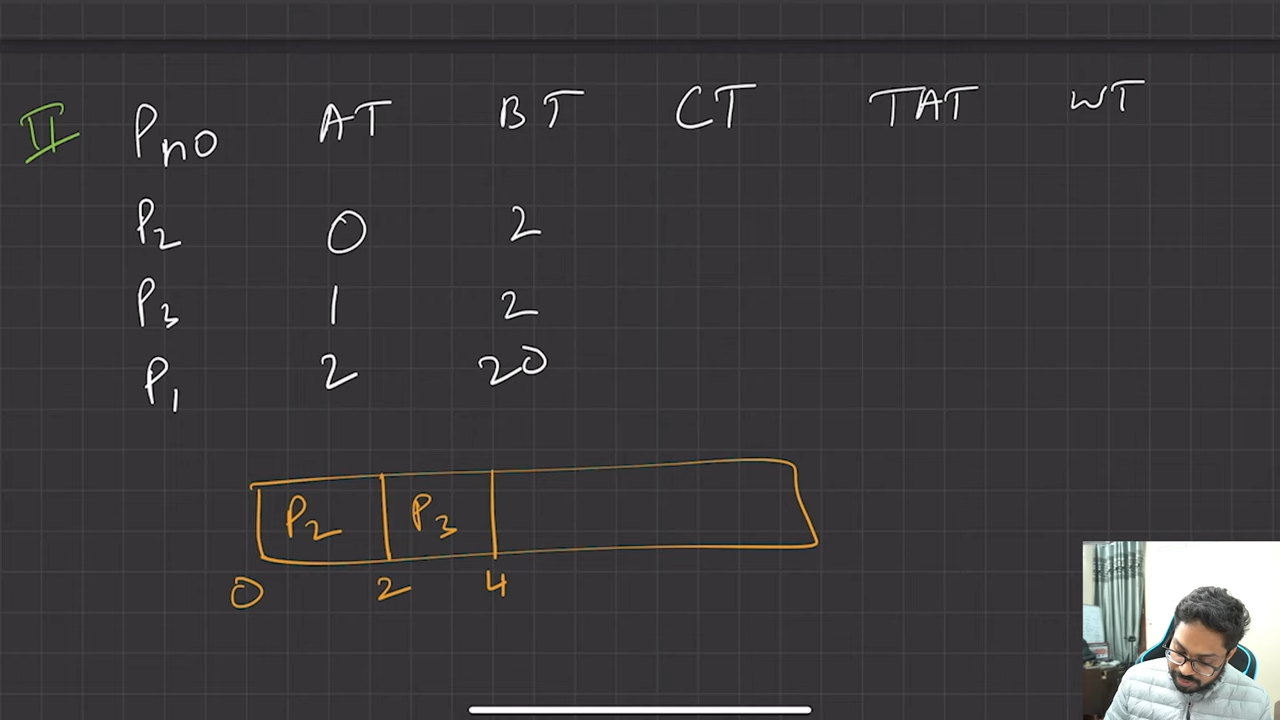 II Pno AT BT CT TAT WT
P2 0 2
P3 1 2
P1 2 20
P2 P3
0 2 4